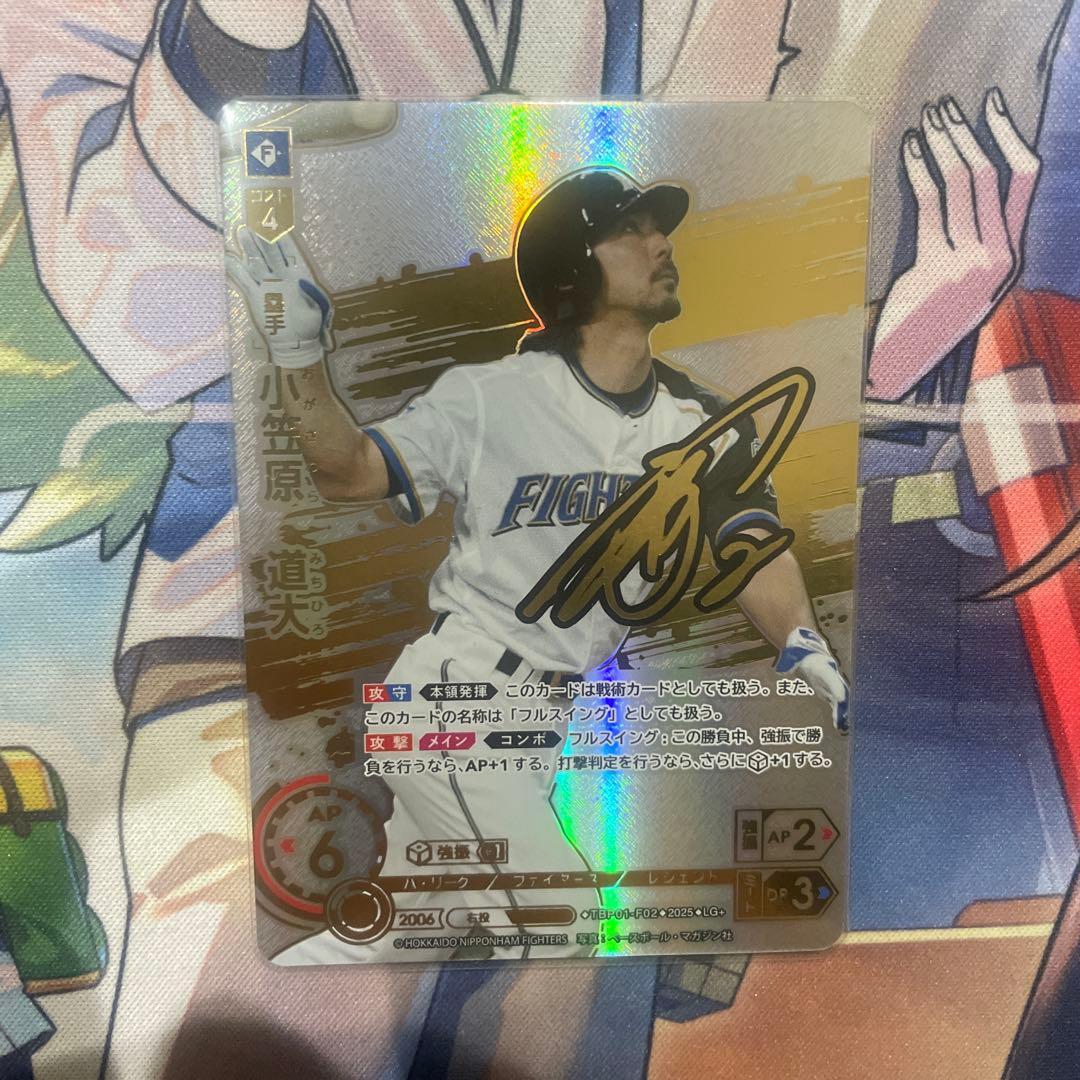 F
コスト
4
一塁手
小笠原 道大
おがさわら
みちひろ
FIGH
2
攻 守 本領発揮 このカードは戦術カードとしても扱う。また、
このカードの名称は「フルスイング」としても扱う。
攻撃 メイン コンボ フルスイング:この勝負中、強振で勝
負を行うなら、AP+1する。打撃判定を行うなら、さらに+1する。
AP
6
強振
強振 AP 2
パ・リーグ / ファイターズ / レジェンド
ミート DP 3
2006 右投
◆TBP01-F02◆2025◆LG+
© HOKKAIDO NIPPONHAM FIGHTERS 写真:ベースボール・マガジン社